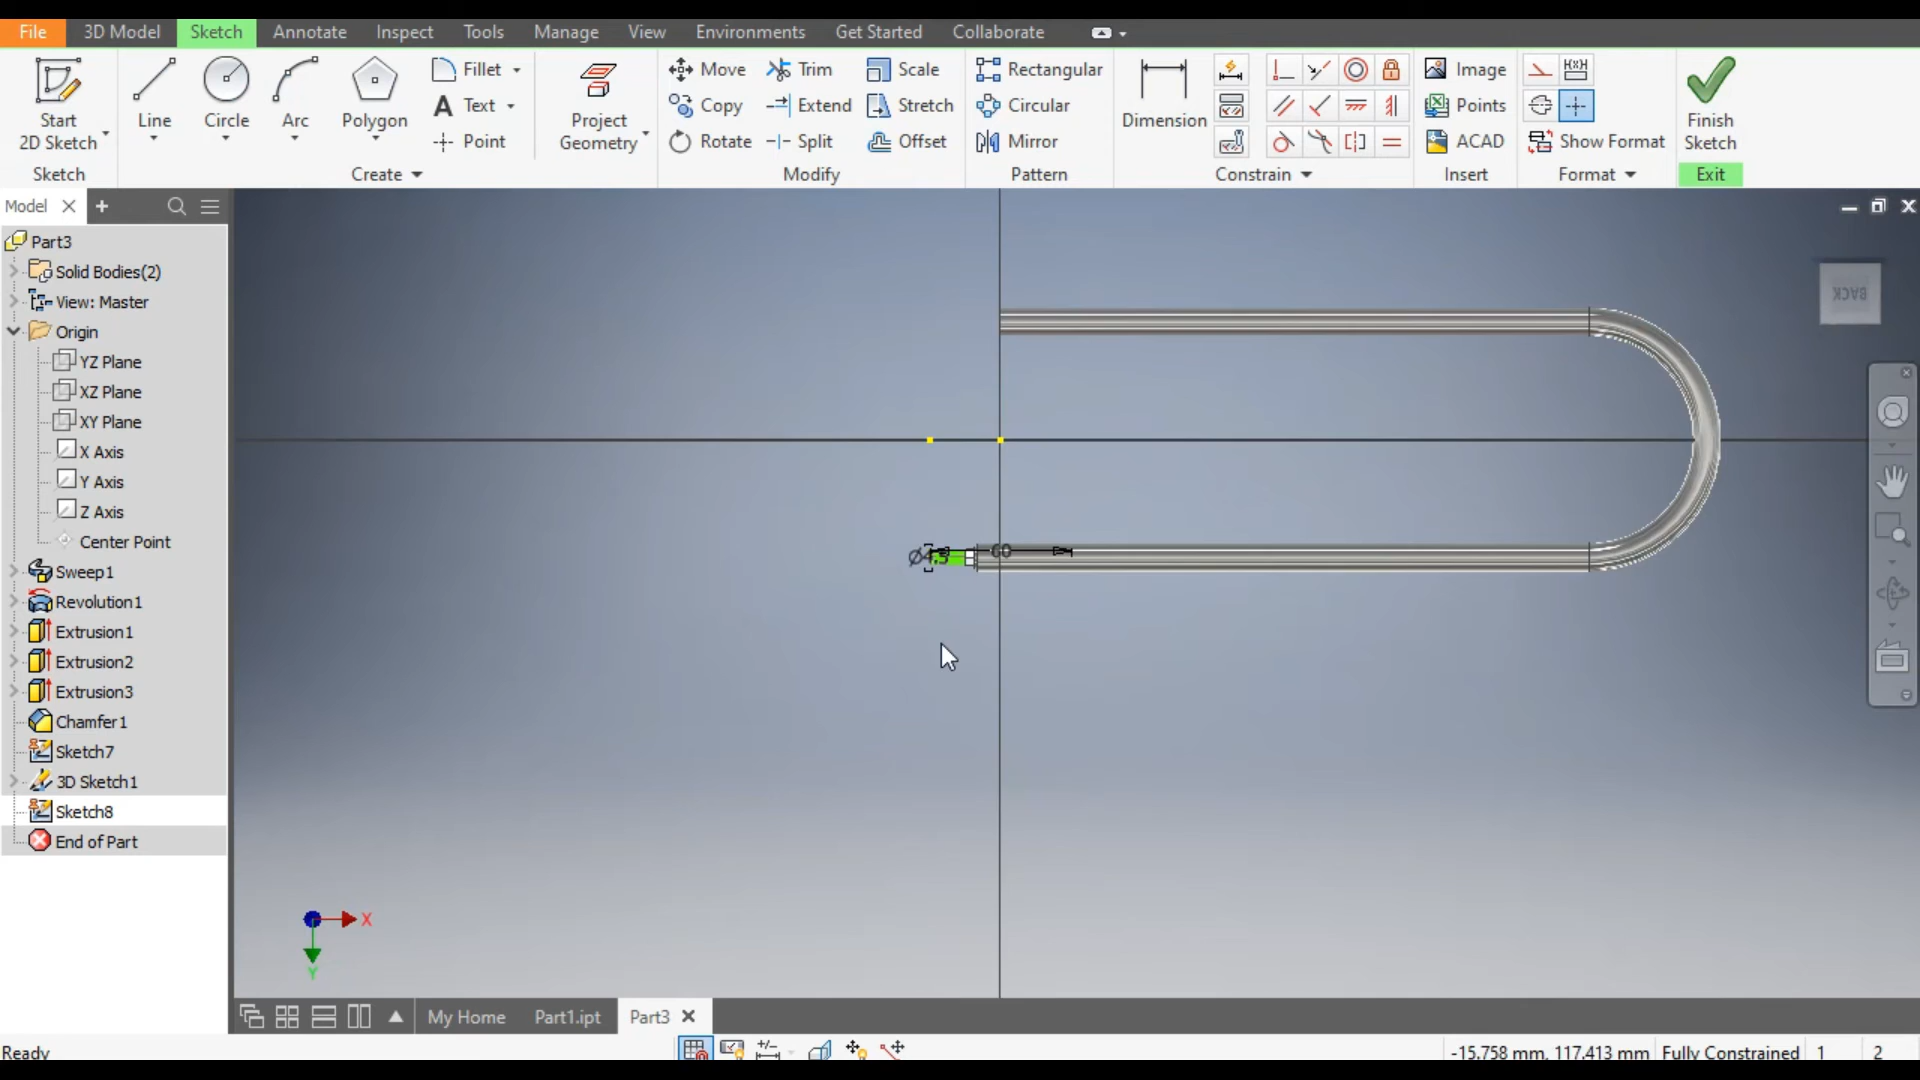 File 3D Model Sketch Annotate Inspect Tools Manage View Environments Get Started Collaborate
Start
2D Sketch
Line
Circle
Arc
Polygon
Fillet
Text
Point
Project
Geometry
Move
Copy
Rotate
Trim
Extend
Split
Scale
Stretch
Offset
Rectangular
Circular
Mirror
Dimension
Image
Points
ACAD
Show Format
Finish
Sketch
Sketch
Create
Modify
Pattern
Constrain
Insert
Format
Exit
Model
Part3
Solid Bodies(2)
View: Master
Origin
YZ Plane
XZ Plane
XY Plane
X Axis
Y Axis
Z Axis
Center Point
Sweep1
Revolution1
Extrusion1
Extrusion2
Extrusion3
Chamfer1
Sketch7
3D Sketch1
Sketch8
End of Part
BACK
60
X
Y
My Home Part1.ipt Part3
Ready
-15.758 mm, 117.413 mm Fully Constrained 1 2